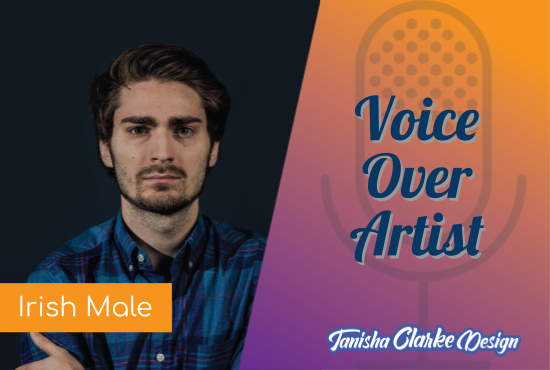 Voice
Over
Artist
Irish Male
Tanisha Clarke Design